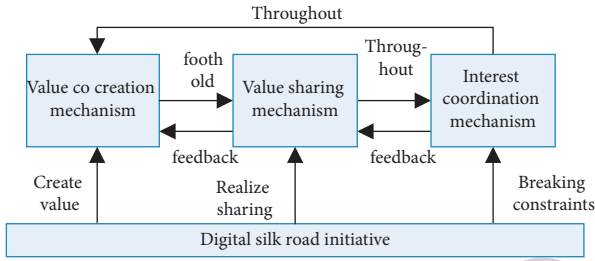 Throughout
Value co creation
mechanism
footh
old
Value sharing
mechanism
Throug-
hout
Interest
coordination
mechanism
feedback
feedback
Create
value
Realize
sharing
Breaking
constraints
Digital silk road initiative